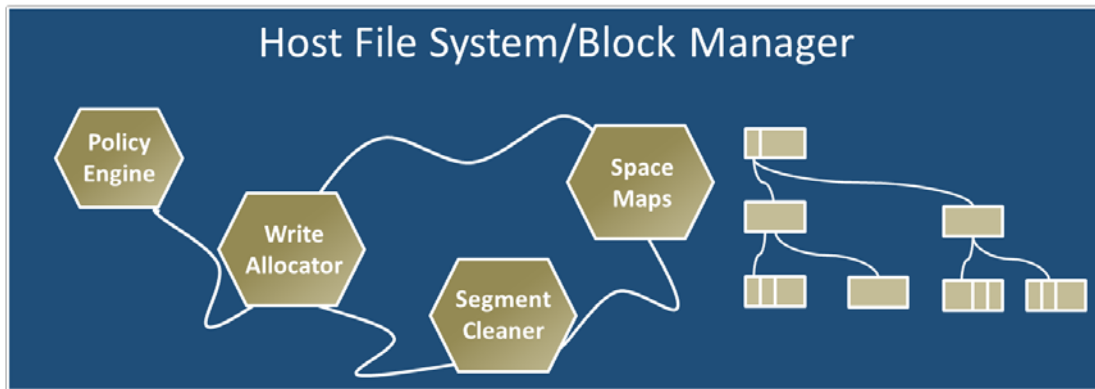 Host File System/Block Manager
Policy
Engine
Write
Allocator
Segment
Cleaner
Space
Maps